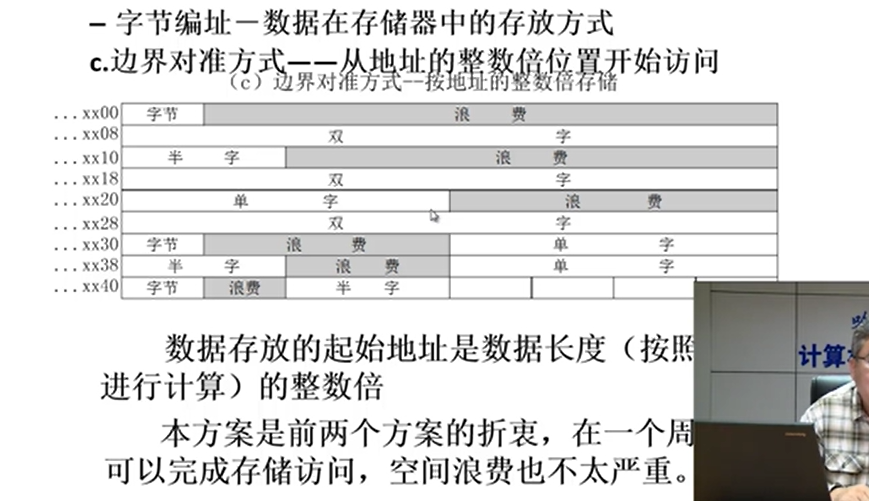 – 字节编址－数据在存储器中的存放方式
c.边界对准方式——从地址的整数倍位置开始访问
（c）边界对准方式--按地址的整数倍存储
...xx00 字节 浪 费
...xx08 双 字
...xx10 半 字 浪 费
...xx18 双 字
...xx20 单 字 浪 费
...xx28 双 字
...xx30 字节 浪 费 单 字
...xx38 半 字 浪 费 单 字
...xx40 字节 浪费 半 字
数据存放的起始地址是数据长度（按照
进行计算）的整数倍
本方案是前两个方案的折衷，在一个周
可以完成存储访问，空间浪费也不太严重。
计算